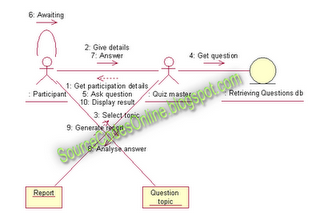 6: Awaiting
2: Give details
7: Answer
4: Get question
1: Get participation details
5: Ask question
10: Display result
: Participant
: Quiz master
: Retrieving Questions db
3: Select topic
9: Generate report
8: Analyse answer
SourceCodesOnline.blogspot.com
Report
Question
topic